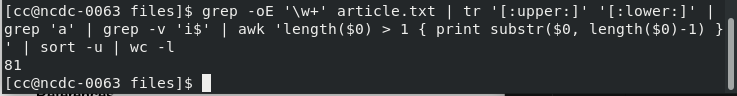 [cc@ncdc-0063 files]$ grep -oE '\w+' article.txt | tr '[:upper:]' '[:lower:]' |
grep 'a' | grep -v 'i$' | awk 'length($0) > 1 { print substr($0, length($0)-1) }
' | sort -u | wc -l
81
[cc@ncdc-0063 files]$